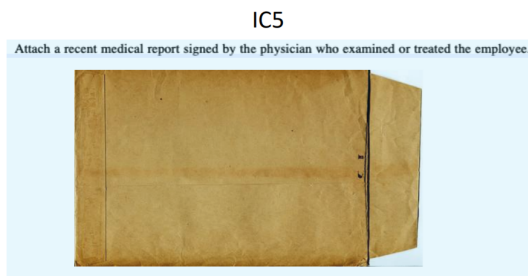 IC5
Attach a recent medical report signed by the physician who examined or treated the employee.